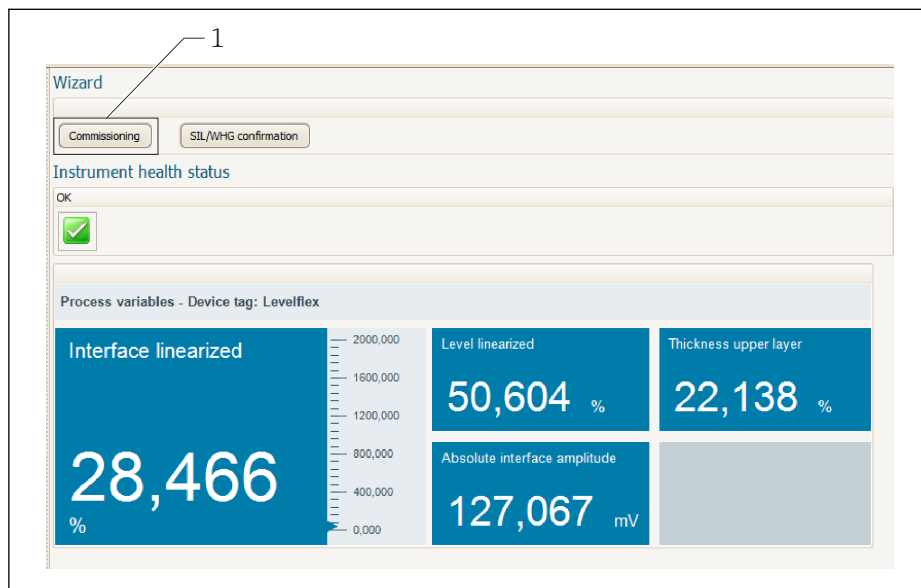 1
Wizard
Commissioning
SIL/WHG confirmation
Instrument health status
OK
Process variables - Device tag: Levelflex
Interface linearized
28,466
%
2000,000
1600,000
1200,000
800,000
400,000
0,000
Level linearized
50,604 %
Thickness upper layer
22,138 %
Absolute interface amplitude
127,067 mV